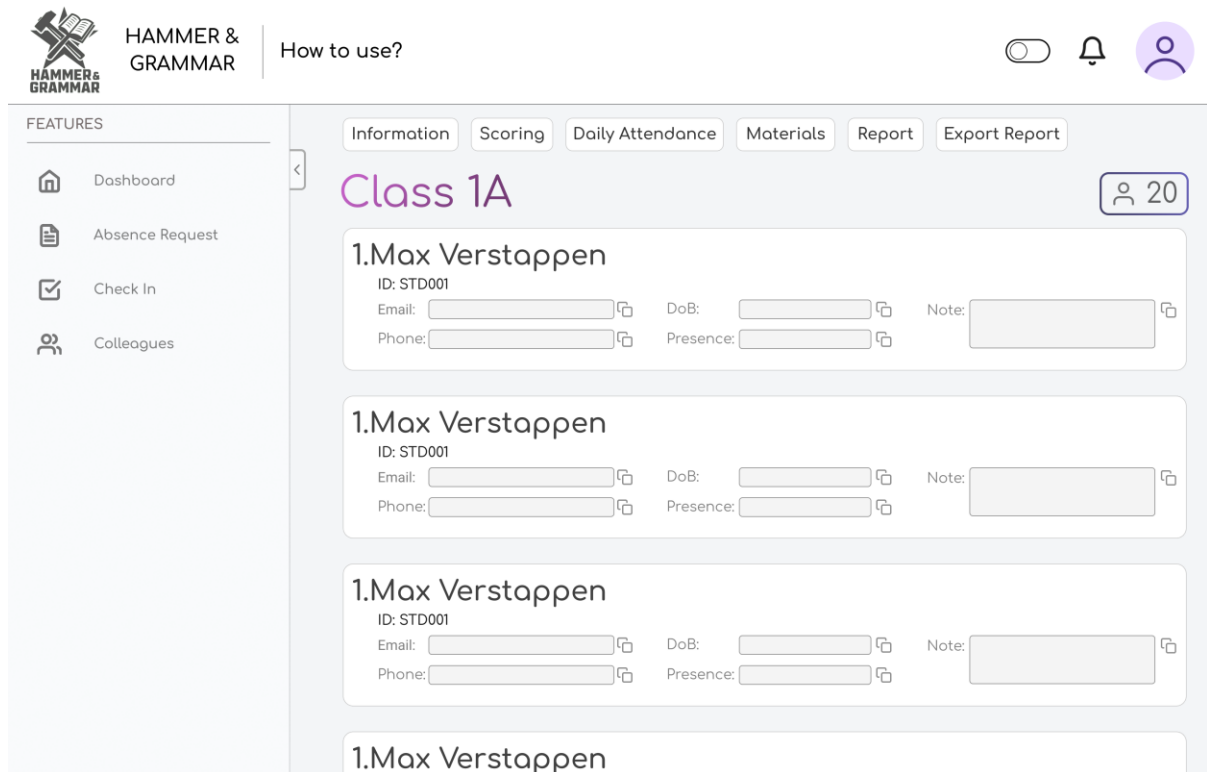 HAMMER&
GRAMMAR
HAMMER &
GRAMMAR
How to use?
FEATURES
Dashboard
Absence Request
Check In
Colleagues
Information
Scoring
Daily Attendance
Materials
Report
Export Report
Class 1A
20
1.Max Verstappen
ID: STD001
Email:
DoB:
Note:
Phone:
Presence:
1.Max Verstappen
ID: STD001
Email:
DoB:
Note:
Phone:
Presence:
1.Max Verstappen
ID: STD001
Email:
DoB:
Note:
Phone:
Presence:
1.Max Verstappen